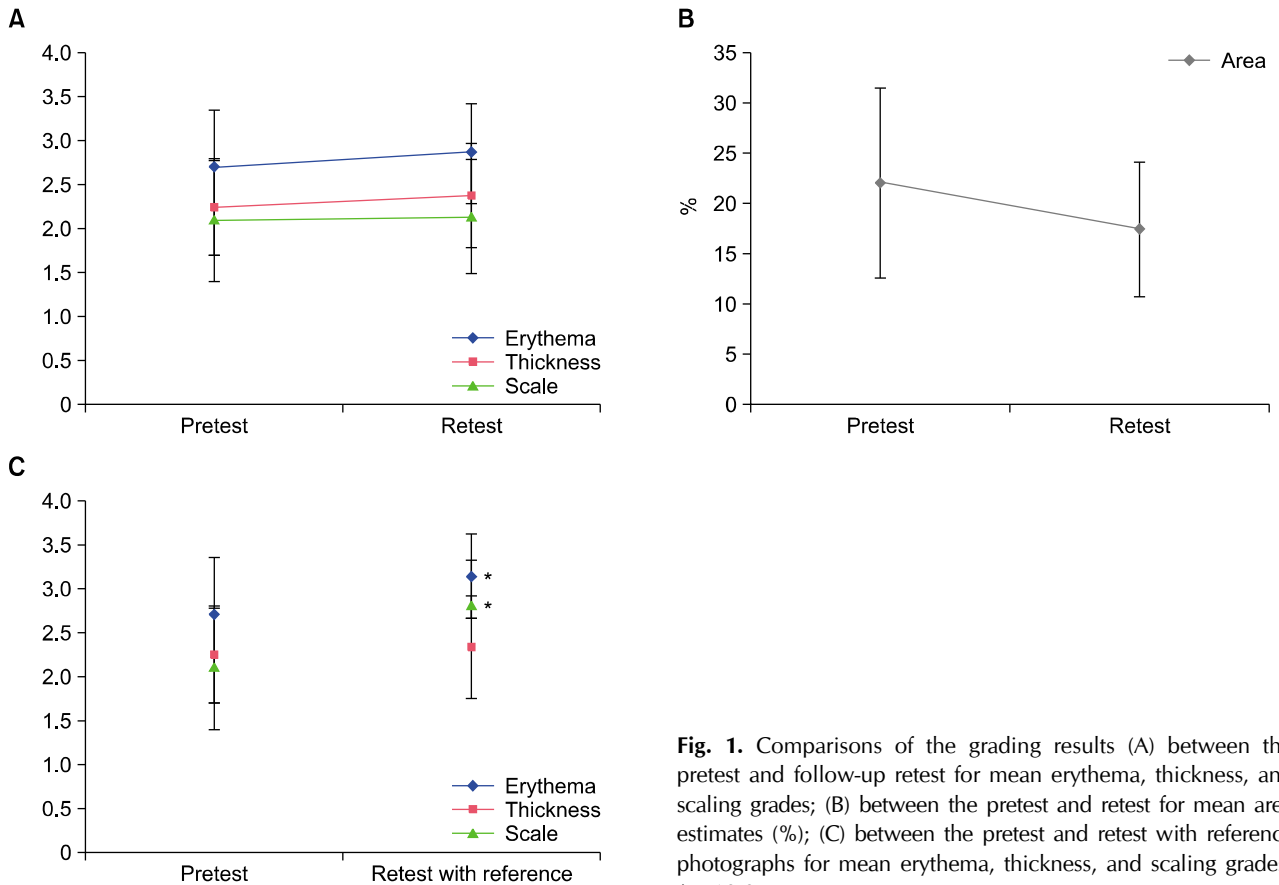 A
4.0
3.5
3.0
2.5
2.0
1.5
1.0
0.5
0
Erythema
Thickness
Scale
Pretest Retest
B
35
30
25
20
15
10
5
0
%
Area
Pretest Retest
C
4.0
3.5
3.0
2.5
2.0
1.5
1.0
0.5
0
*
*
Erythema
Thickness
Scale
Pretest Retest with reference
Fig. 1. Comparisons of the grading results (A) between th
pretest and follow-up retest for mean erythema, thickness, an
scaling grades; (B) between the pretest and retest for mean are
estimates (%); (C) between the pretest and retest with referenc
photographs for mean erythema, thickness, and scaling grade